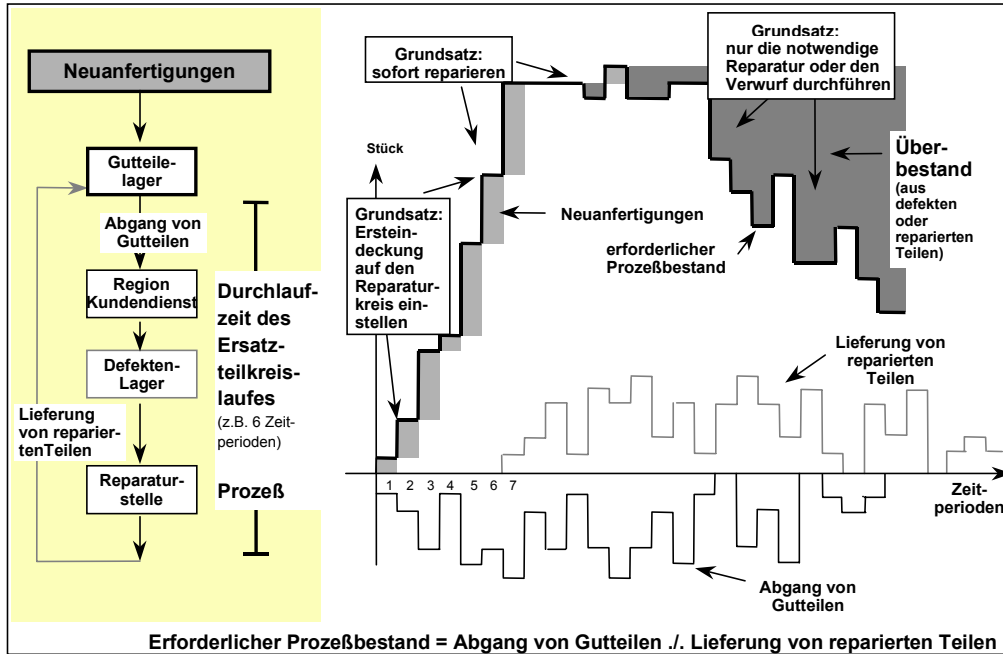 Neuanfertigungen
Gutteile-
lager
Abgang von
Gutteilen
Region
Kundendienst
Defekten-
Lager
Lieferung
von reparier-
tenTeilen
Reparatur-
stelle
Durchlauf-
zeit des
Ersatz-
teilkreis-
laufes
(z.B. 6 Zeit-
perioden)
Prozeß
Grundsatz:
sofort reparieren
Grundsatz:
nur die notwendige
Reparatur oder den
Verwurf durchführen
Stück
Grundsatz:
Erstein-
deckung
auf den
Reparatur-
kreis ein-
stellen
Neuanfertigungen
erforderlicher
Prozeßbestand
Über-
bestand
(aus
defekten
oder
reparierten
Teilen)
Lieferung von
reparierten
Teilen
1 2 3 4 5 6 7
Zeit-
perioden
Abgang von
Gutteilen
Erforderlicher Prozeßbestand = Abgang von Gutteilen ./. Lieferung von reparierten Teilen